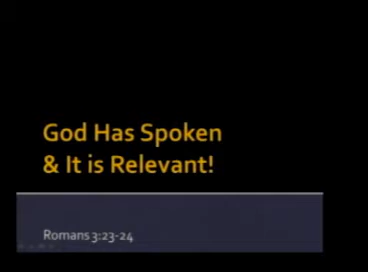 God Has Spoken
& It is Relevant!
Romans 3:23-24